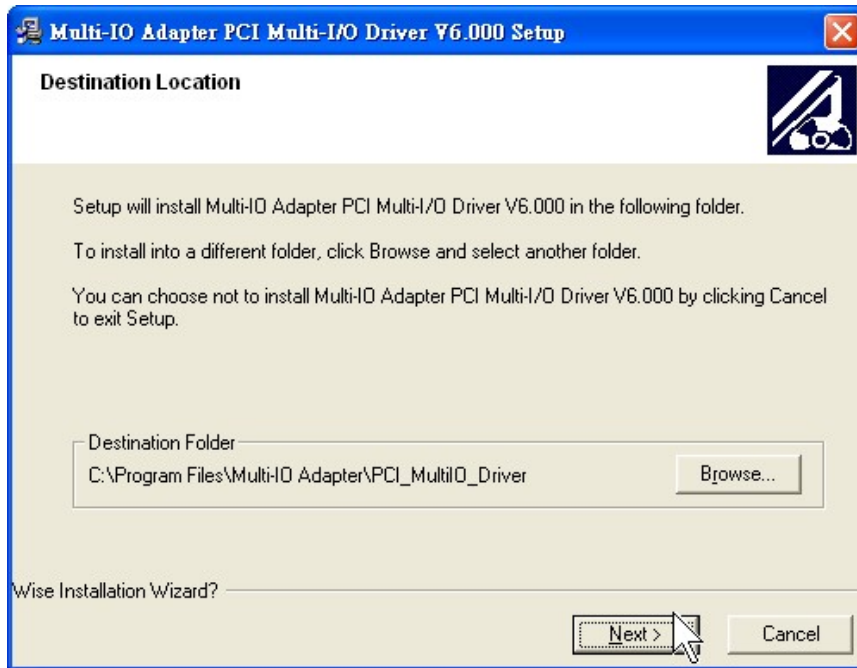 Multi-IO Adapter PCI Multi-I/O Driver V6.000 Setup
Destination Location
Setup will install Multi-IO Adapter PCI Multi-I/O Driver V6.000 in the following folder.
To install into a different folder, click Browse and select another folder.
You can choose not to install Multi-IO Adapter PCI Multi-I/O Driver V6.000 by clicking Cancel
to exit Setup.
Destination Folder
C:\Program Files\Multi-IO Adapter\PCI_MultiIO_Driver
Browse...
Wise Installation Wizard?
Next >
Cancel